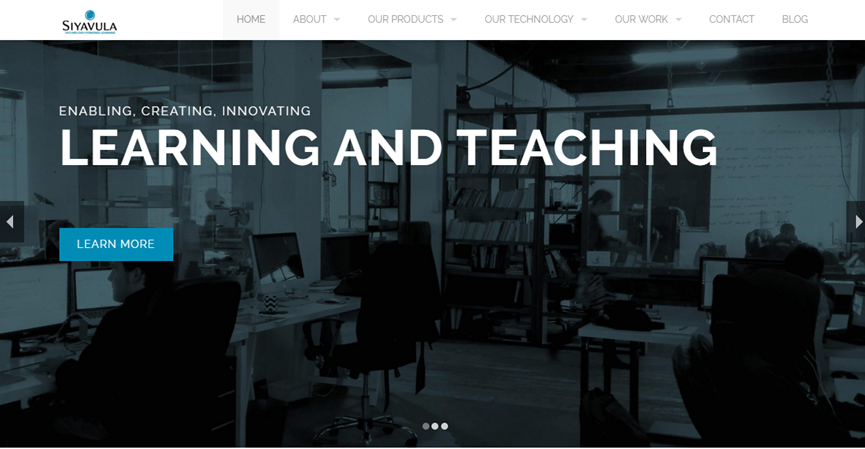 SIYAVULA
HOME
ABOUT
OUR PRODUCTS
OUR TECHNOLOGY
OUR WORK
CONTACT
BLOG
ENABLING, CREATING, INNOVATING
LEARNING AND TEACHING
LEARN MORE